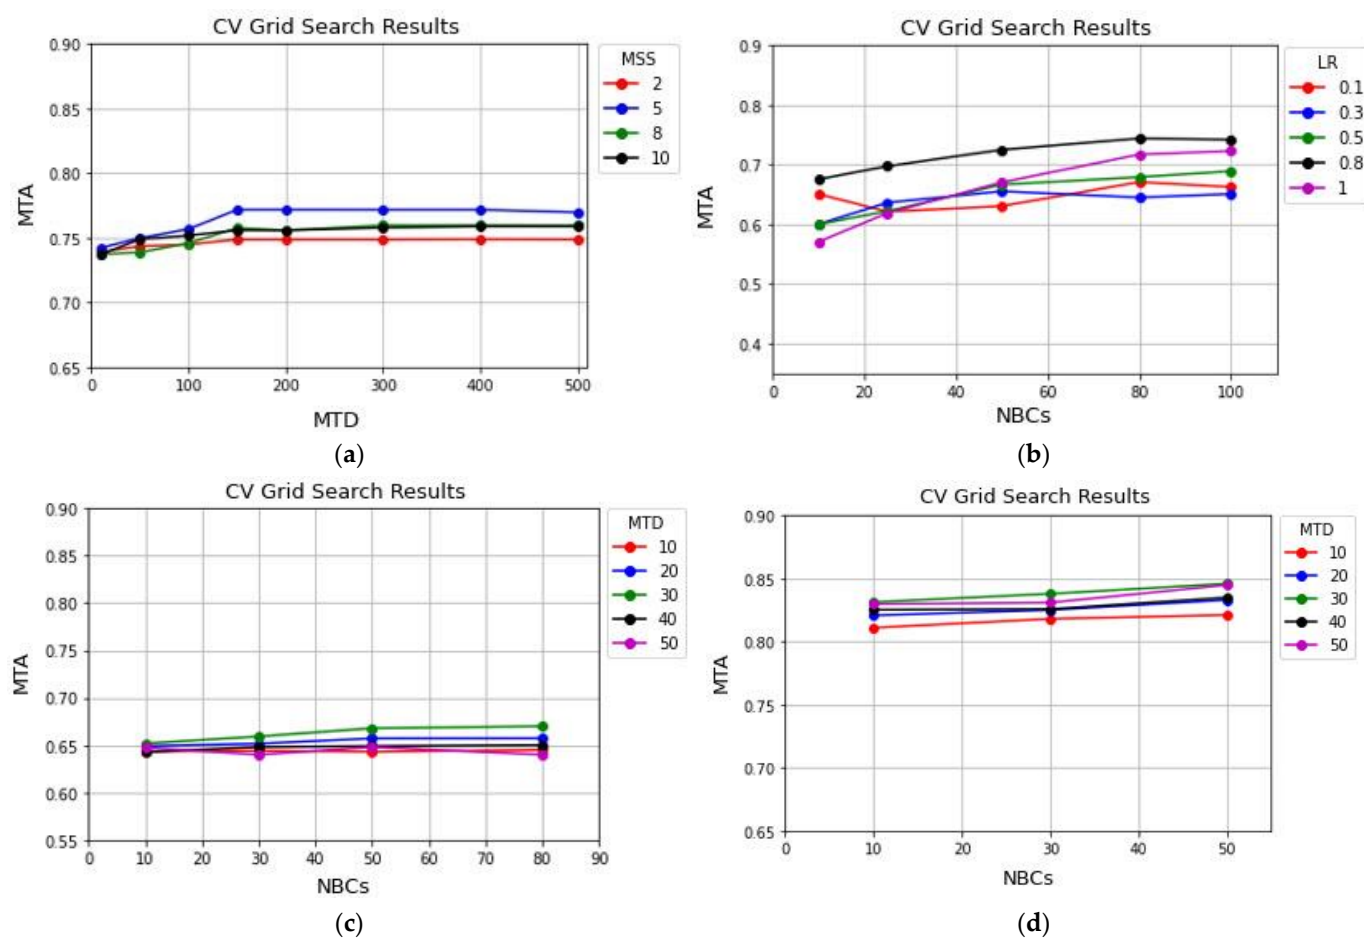 CV Grid Search Results
0.90
0.85
0.80
0.75
0.70
0.65
MTA
0 100 200 300 400 500
MTD
MSS
2
5
8
10
(a)
CV Grid Search Results
0.9
0.8
0.7
0.6
0.5
0.4
MTA
0 20 40 60 80 100
NBCs
LR
0.1
0.3
0.5
0.8
1
(b)
CV Grid Search Results
0.90
0.85
0.80
0.75
0.70
0.65
0.60
0.55
MTA
0 10 20 30 40 50 60 70 80 90
NBCs
MTD
10
20
30
40
50
(c)
CV Grid Search Results
0.90
0.85
0.80
0.75
0.70
0.65
MTA
0 10 20 30 40 50
NBCs
MTD
10
20
30
40
50
(d)